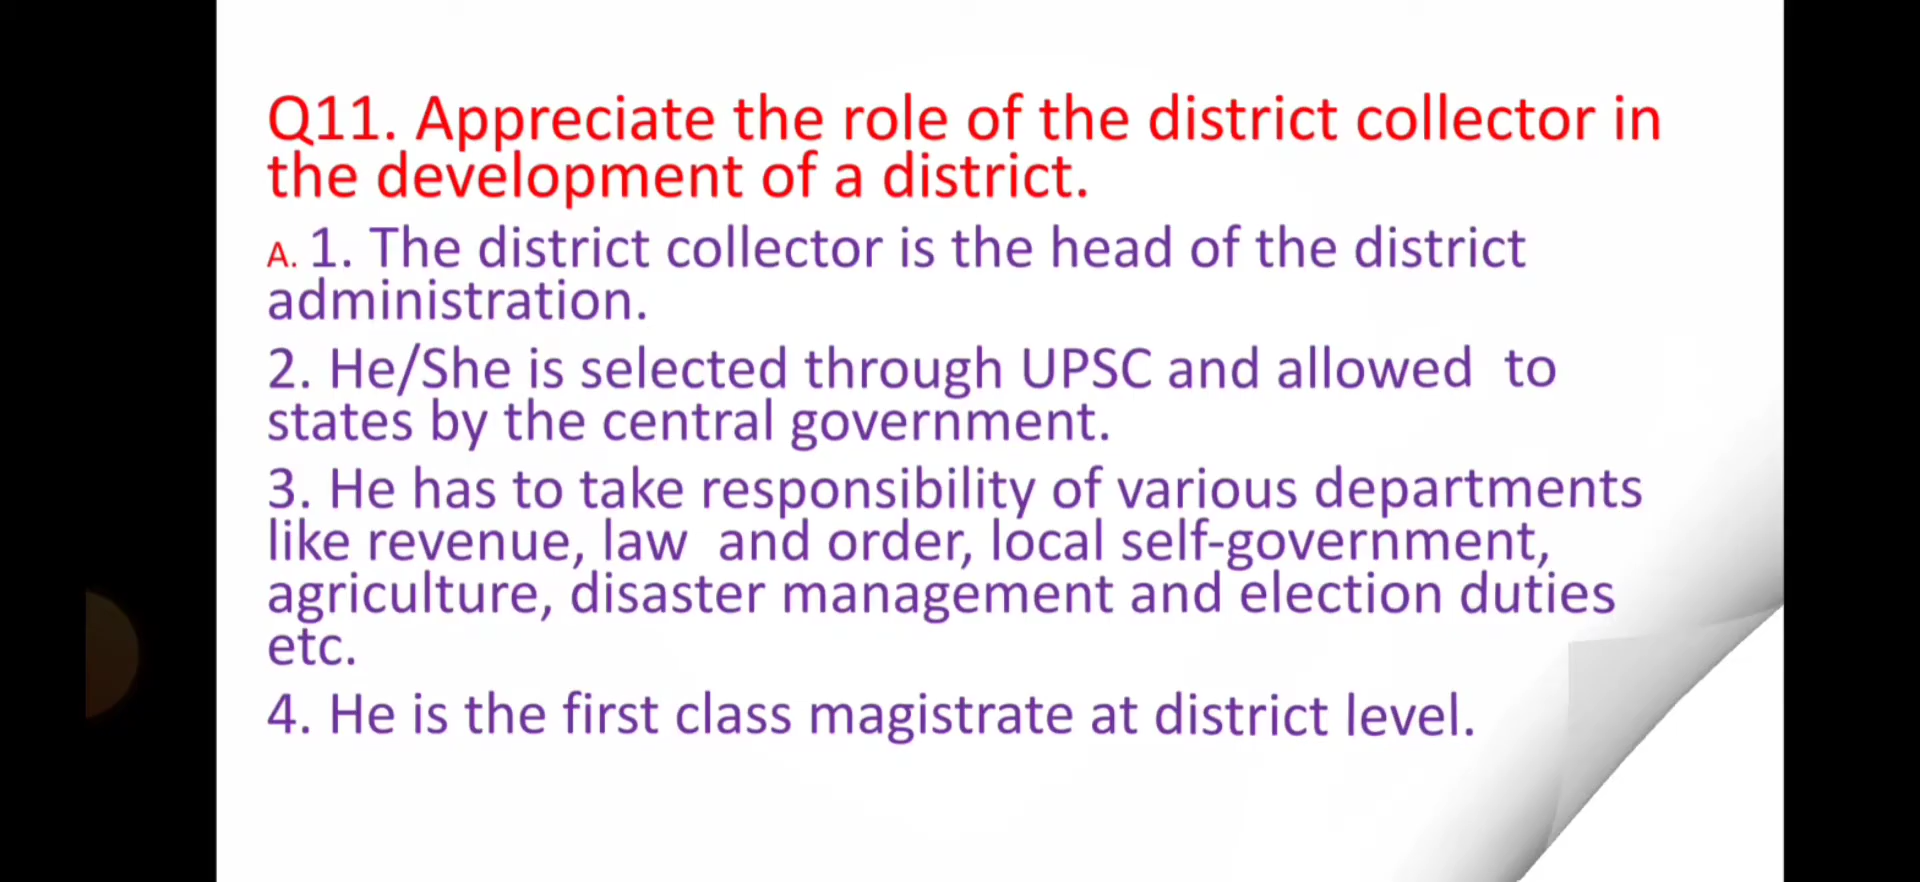 Q11. Appreciate the role of the district collector in
the development of a district.
A. 1. The district collector is the head of the district
administration.
2. He/She is selected through UPSC and allowed  to
states by the central government.
3. He has to take responsibility of various departments
like revenue, law  and order, local self-government,
agriculture, disaster management and election duties
etc.
4. He is the first class magistrate at district level.